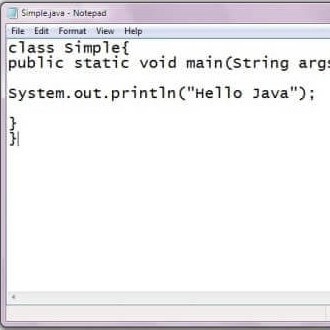 Simple.java - Notepad
File Edit Format View Help
class Simple{
public static void main(String args
System.out.println("Hello Java");
}
}